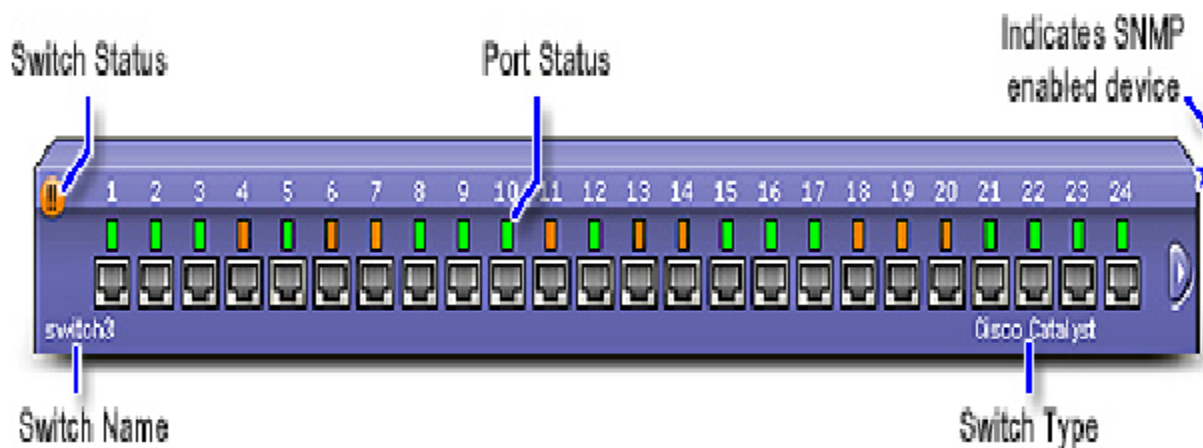 Switch Status
Port Status
Indicates SNMP
enabled device
1 2 3 4 5 6 7 8 9 10 11 12 13 14 15 16 17 18 19 20 21 22 23 24
switch3
Cisco Catalyst
Switch Name
Switch Type